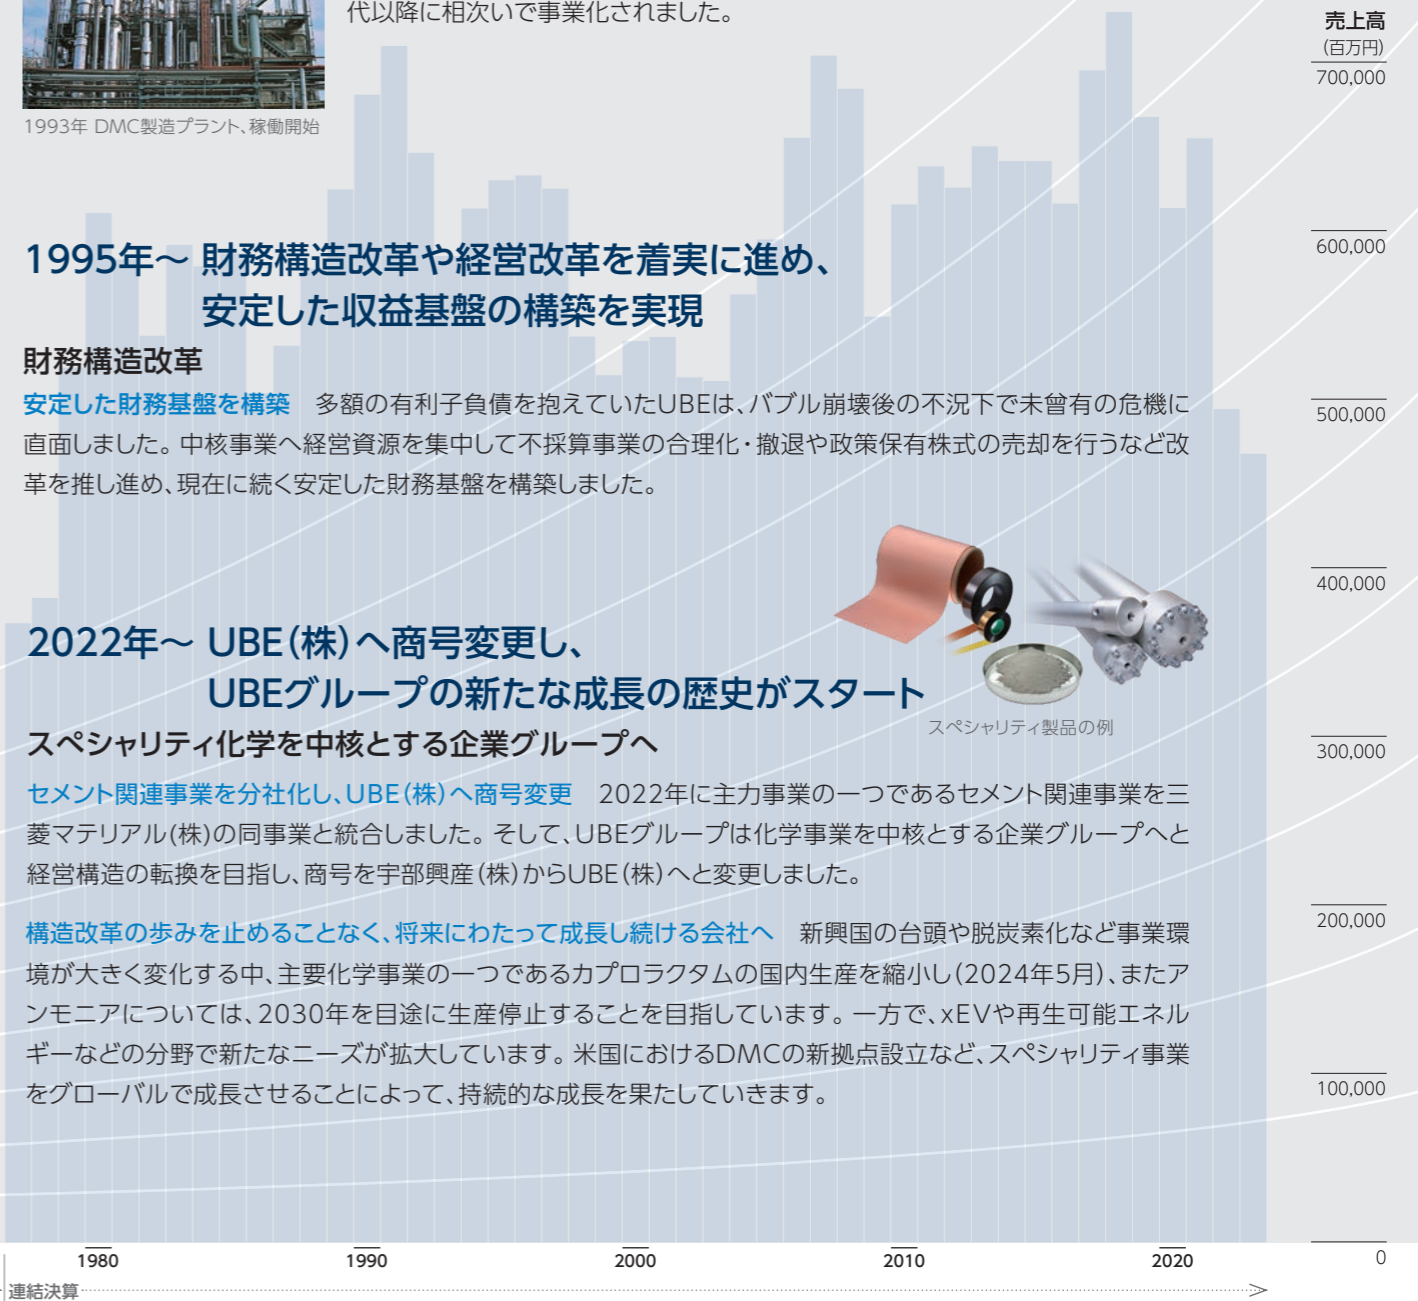 代以降に相次いで事業化されました。
1993年 DMC製造プラント、稼働開始
売上高
（百万円）
700,000
600,000
500,000
400,000
300,000
200,000
100,000
0
1995年～ 財務構造改革や経営改革を着実に進め、
安定した収益基盤の構築を実現
財務構造改革
安定した財務基盤を構築　多額の有利子負債を抱えていたUBEは、バブル崩壊後の不況下で未曾有の危機に
直面しました。中核事業へ経営資源を集中して不採算事業の合理化・撤退や政策保有株式の売却を行うなど改
革を推し進め、現在に続く安定した財務基盤を構築しました。
2022年～ UBE（株）へ商号変更し、
UBEグループの新たな成長の歴史がスタート
スペシャリティ製品の例
スペシャリティ化学を中核とする企業グループへ
セメント関連事業を分社化し、UBE（株）へ商号変更　2022年に主力事業の一つであるセメント関連事業を三
菱マテリアル(株)の同事業と統合しました。そして、UBEグループは化学事業を中核とする企業グループへと
経営構造の転換を目指し、商号を宇部興産（株）からUBE（株）へと変更しました。
構造改革の歩みを止めることなく、将来にわたって成長し続ける会社へ　新興国の台頭や脱炭素化など事業環
境が大きく変化する中、主要化学事業の一つであるカプロラクタムの国内生産を縮小し（2024年5月）、またア
ンモニアについては、2030年を目途に生産停止することを目指しています。一方で、xEVや再生可能エネル
ギーなどの分野で新たなニーズが拡大しています。米国におけるDMCの新拠点設立など、スペシャリティ事業
をグローバルで成長させることによって、持続的な成長を果たしていきます。
1980
1990
2000
2010
2020
連結決算